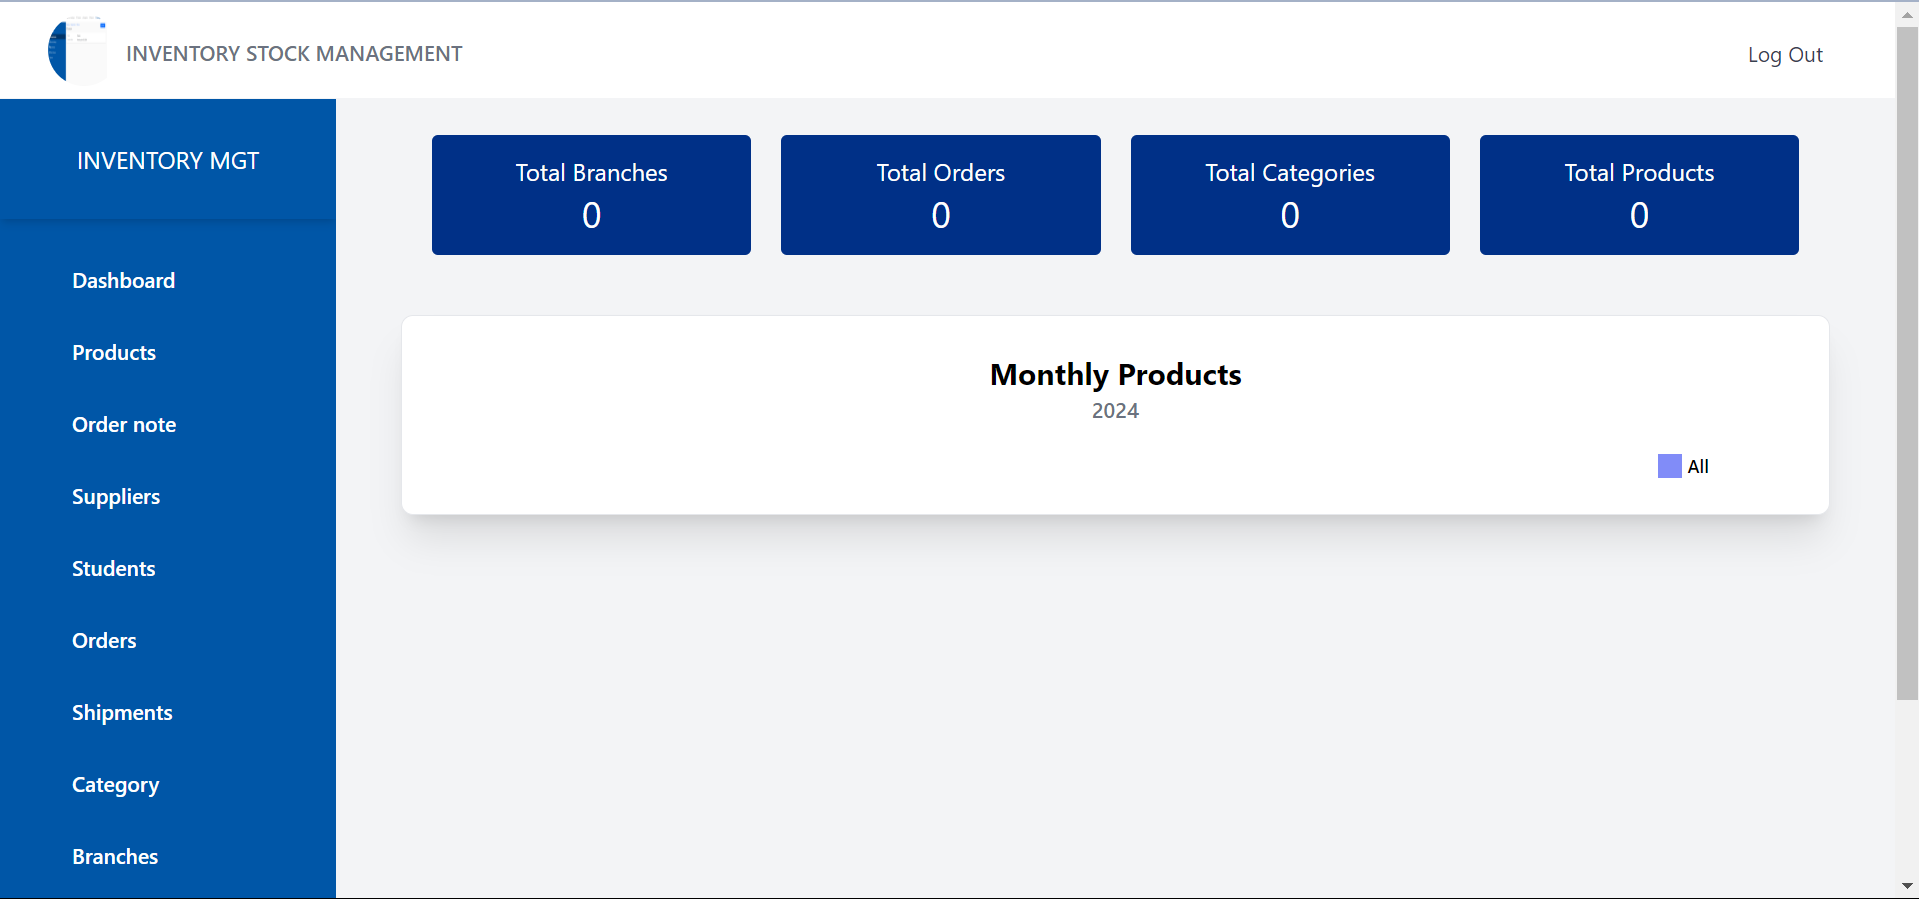 INVENTORY STOCK MANAGEMENT
Log Out
INVENTORY MGT
Dashboard
Products
Order note
Suppliers
Students
Orders
Shipments
Category
Branches
Total Branches
0
Total Orders
0
Total Categories
0
Total Products
0
Monthly Products
2024
All